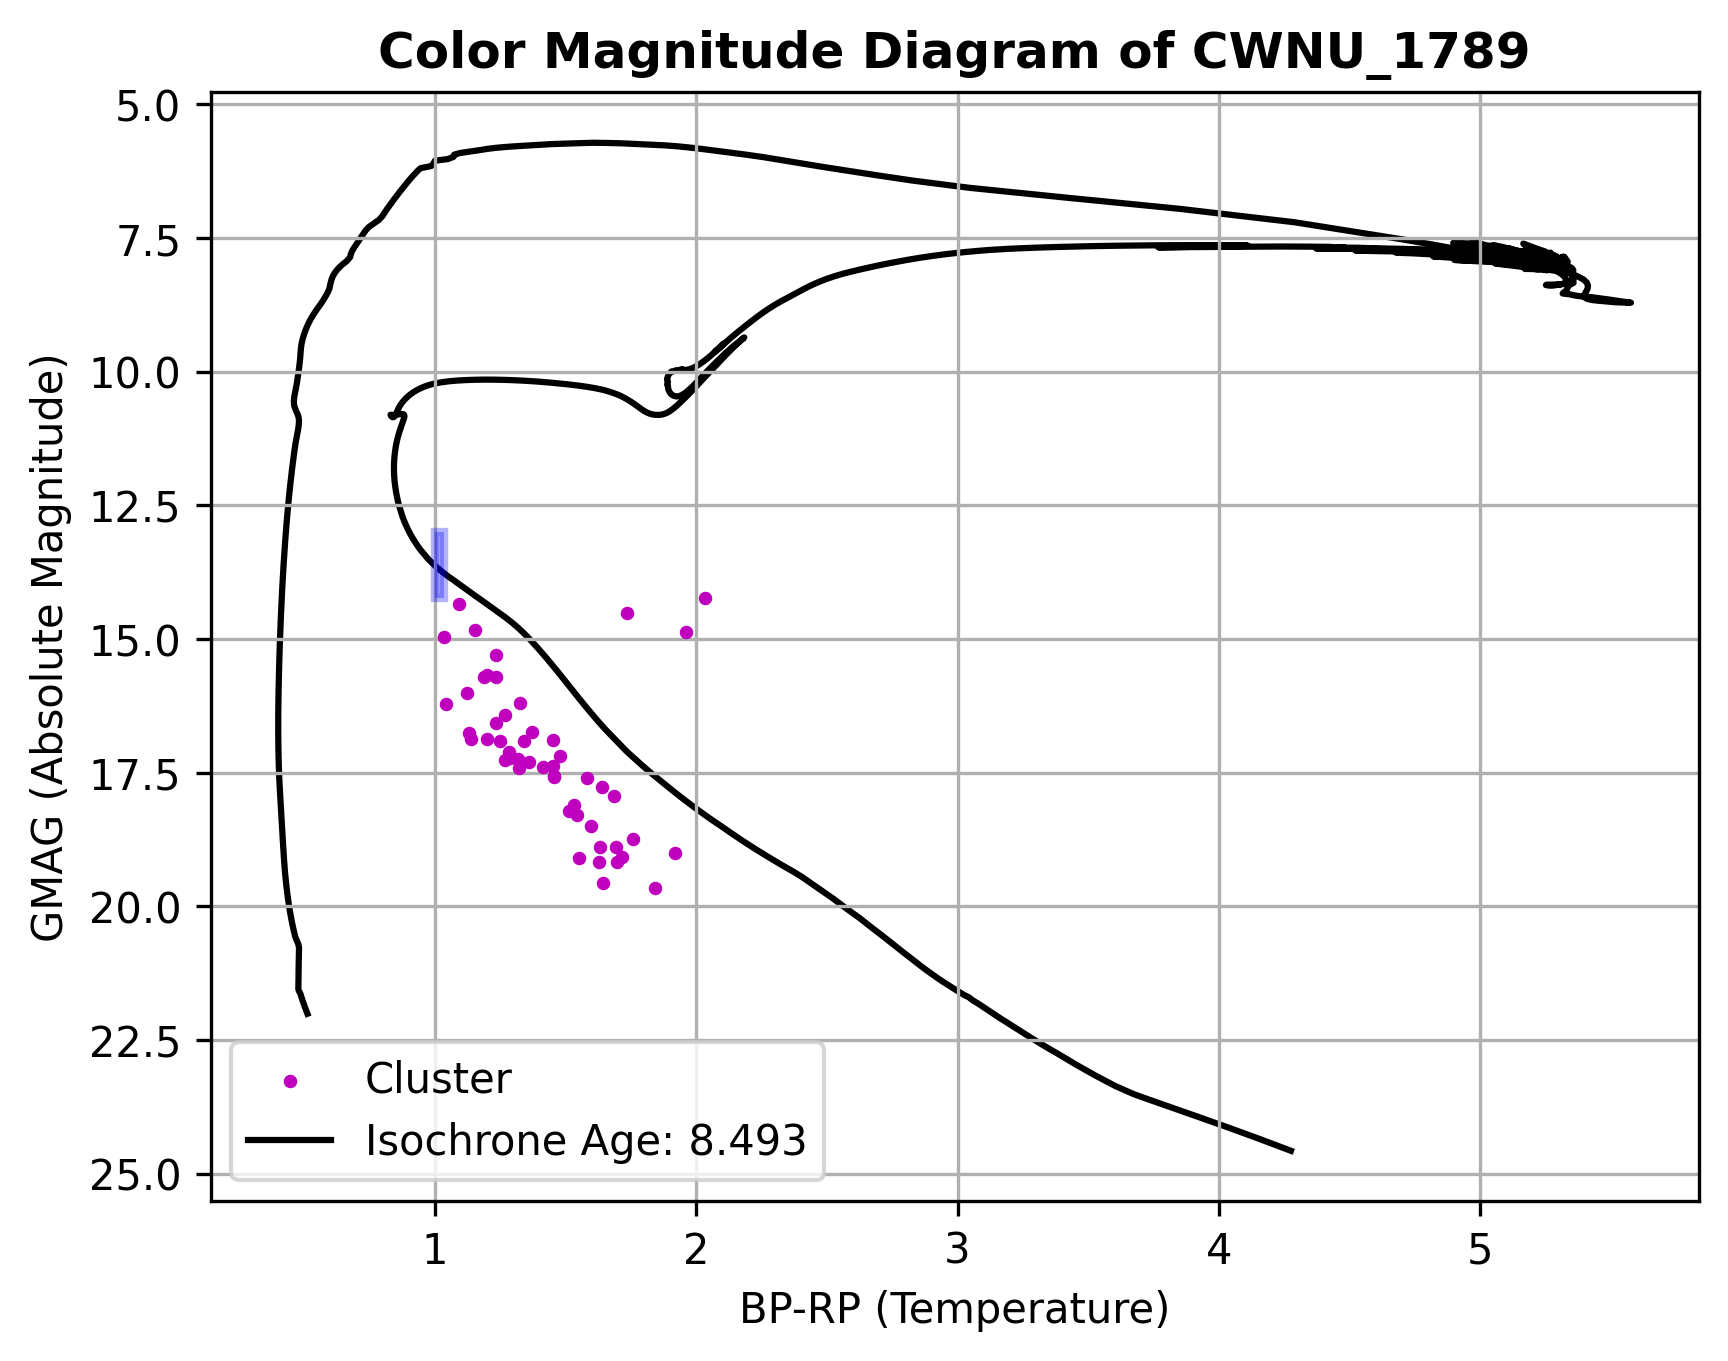 Color Magnitude Diagram of CWNU_1789
GMAG (Absolute Magnitude)
5.0
7.5
10.0
12.5
15.0
17.5
20.0
22.5
25.0
Cluster
Isochrone Age: 8.493
1 2 3 4 5
BP-RP (Temperature)